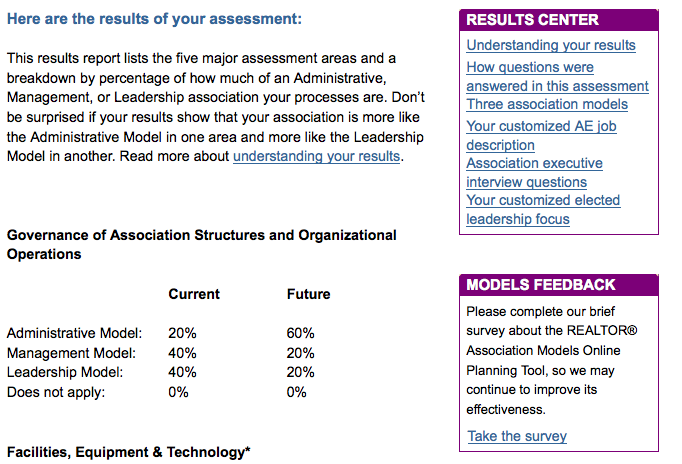 Here are the results of your assessment:
This results report lists the five major assessment areas and a
breakdown by percentage of how much of an Administrative,
Management, or Leadership association your processes are. Don't
be surprised if your results show that your association is more like
the Administrative Model in one area and more like the Leadership
Model in another. Read more about understanding your results.
Governance of Association Structures and Organizational
Operations
Current Future
Administrative Model: 20% 60%
Management Model: 40% 20%
Leadership Model: 40% 20%
Does not apply: 0% 0%
Facilities, Equipment & Technology*
RESULTS CENTER
Understanding your results
How questions were
answered in this assessment
Three association models
Your customized AE job
description
Association executive
interview questions
Your customized elected
leadership focus
MODELS FEEDBACK
Please complete our brief
survey about the REALTOR®
Association Models Online
Planning Tool, so we may
continue to improve its
effectiveness.
Take the survey